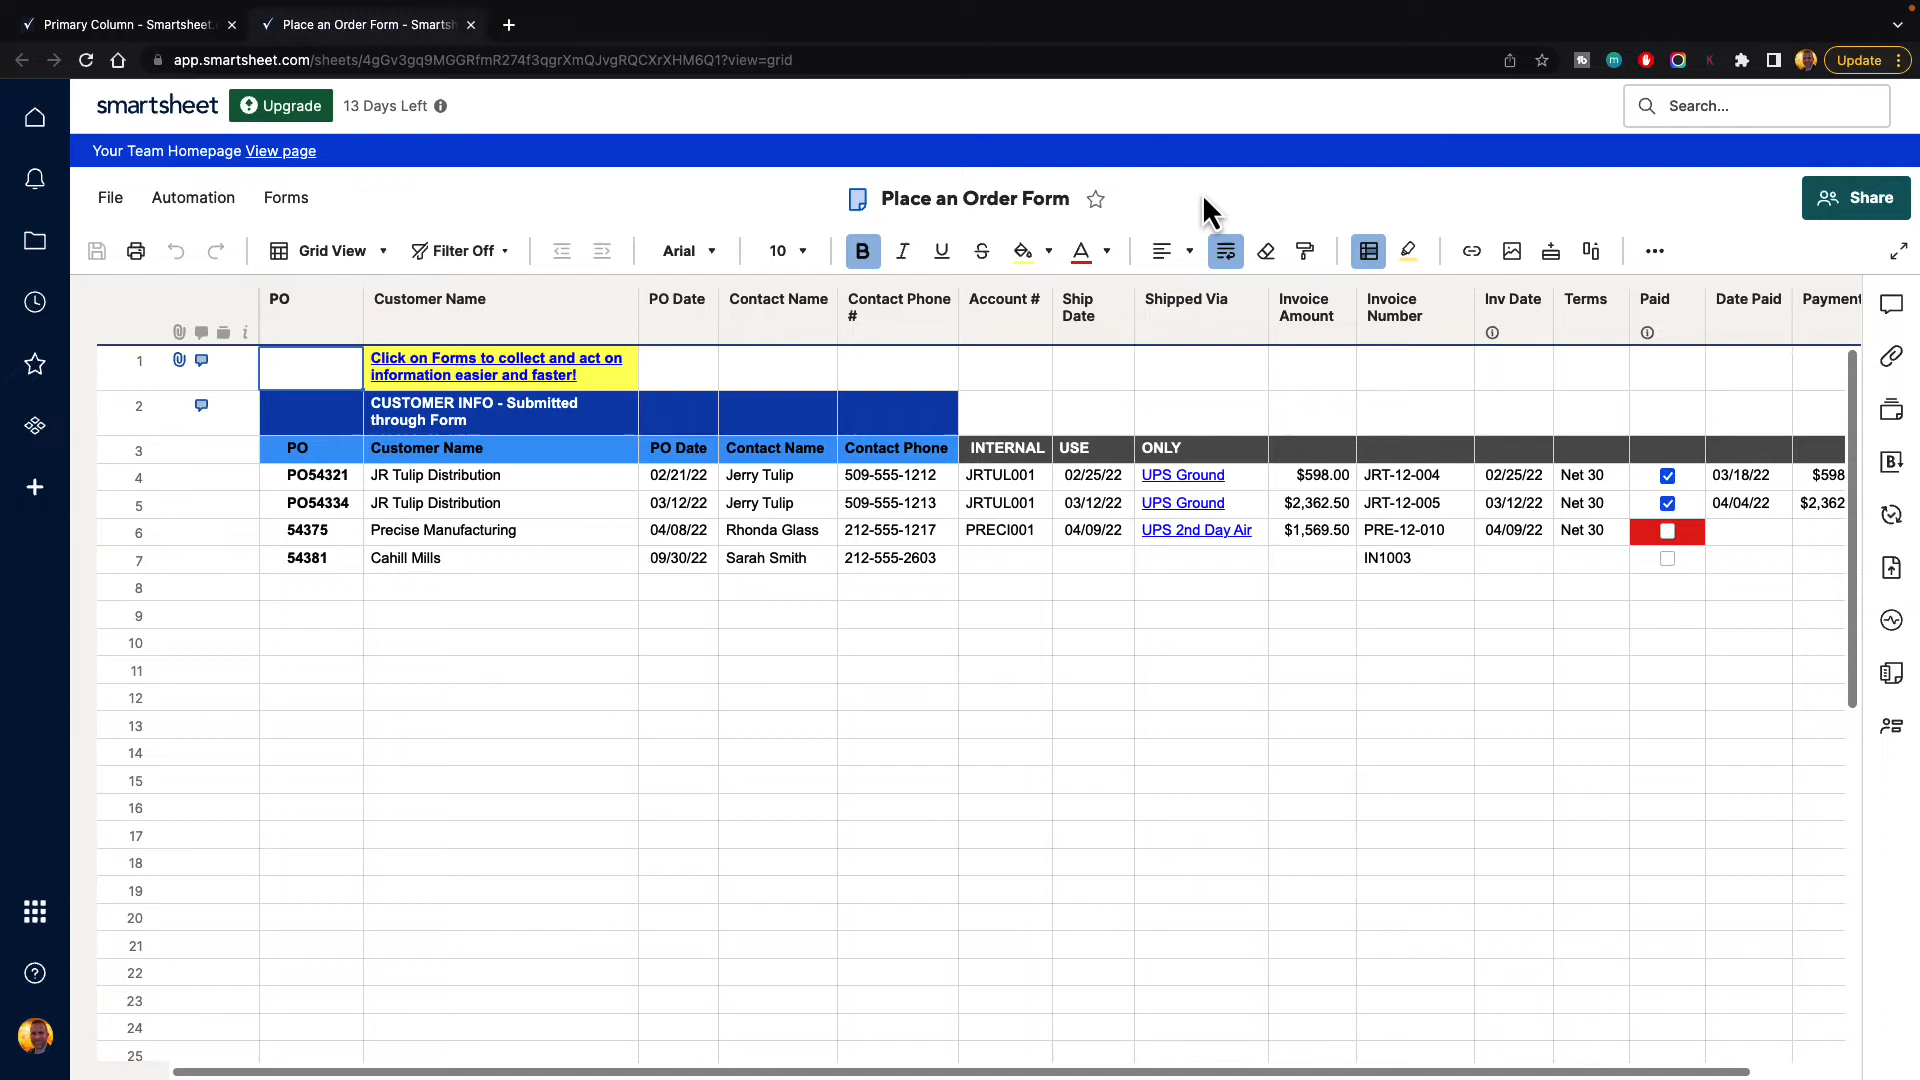 Primary Column - Smartsheet.
Place an Order Form - Smartsh
app.smartsheet.com/sheets/4gGv3gq9MGGRfmR274f3qgrXmQJvgRQCXrXHM6Q1?view=grid
Update
smartsheet
Upgrade
13 Days Left
Search...
Your Team Homepage View page
File Automation Forms
Place an Order Form
Share
Grid View Filter Off Arial 10 B I U S A
PO Customer Name PO Date Contact Name Contact Phone # Account # Ship Date Shipped Via Invoice Amount Invoice Number Inv Date Terms Paid Date Paid Payment
1 Click on Forms to collect and act on
information easier and faster!
2 CUSTOMER INFO - Submitted
through Form
3 PO Customer Name PO Date Contact Name Contact Phone INTERNAL USE ONLY
4 PO54321 JR Tulip Distribution 02/21/22 Jerry Tulip 509-555-1212 JRTUL001 02/25/22 UPS Ground $598.00 JRT-12-004 02/25/22 Net 30 03/18/22 $598
5 PO54334 JR Tulip Distribution 03/12/22 Jerry Tulip 509-555-1213 JRTUL001 03/12/22 UPS Ground $2,362.50 JRT-12-005 03/12/22 Net 30 04/04/22 $2,362
6 54375 Precise Manufacturing 04/08/22 Rhonda Glass 212-555-1217 PRECI001 04/09/22 UPS 2nd Day Air $1,569.50 PRE-12-010 04/09/22 Net 30
7 54381 Cahill Mills 09/30/22 Sarah Smith 212-555-2603 IN1003
8
9
10
11
12
13
14
15
16
17
18
19
20
21
22
23
24
25